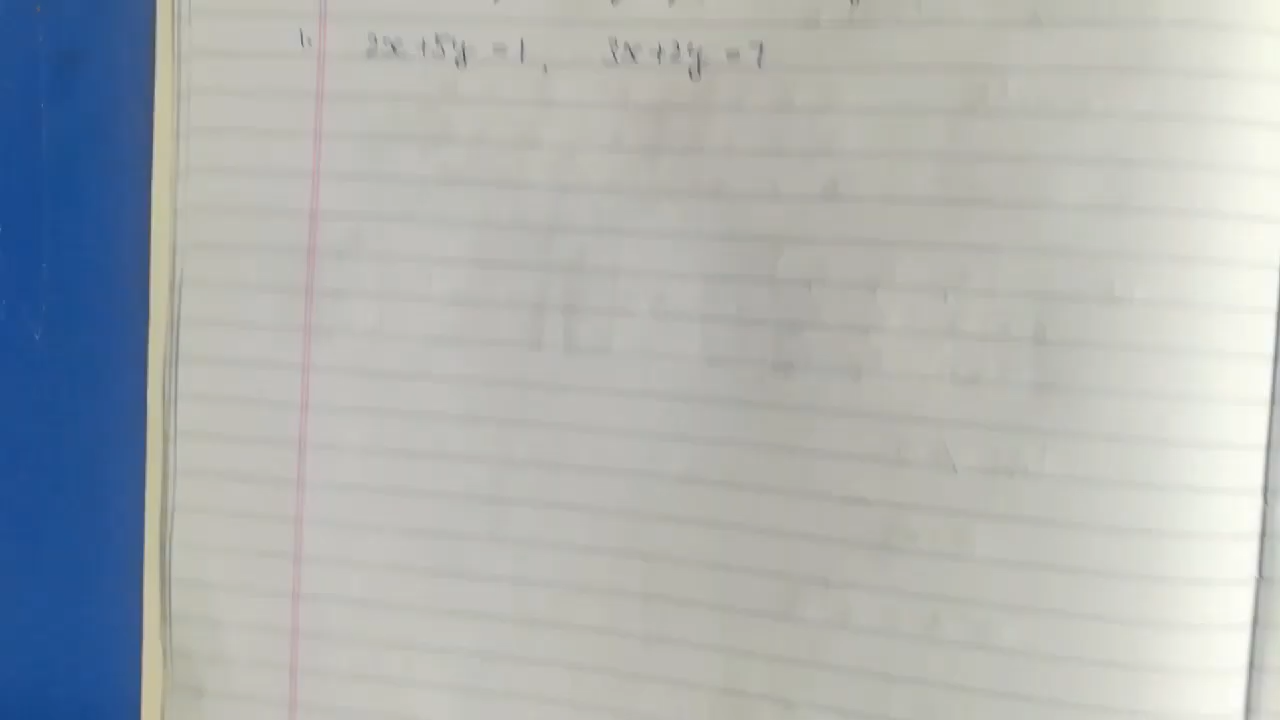 1. 2x + 5y = 1, 3x + 2y = 7